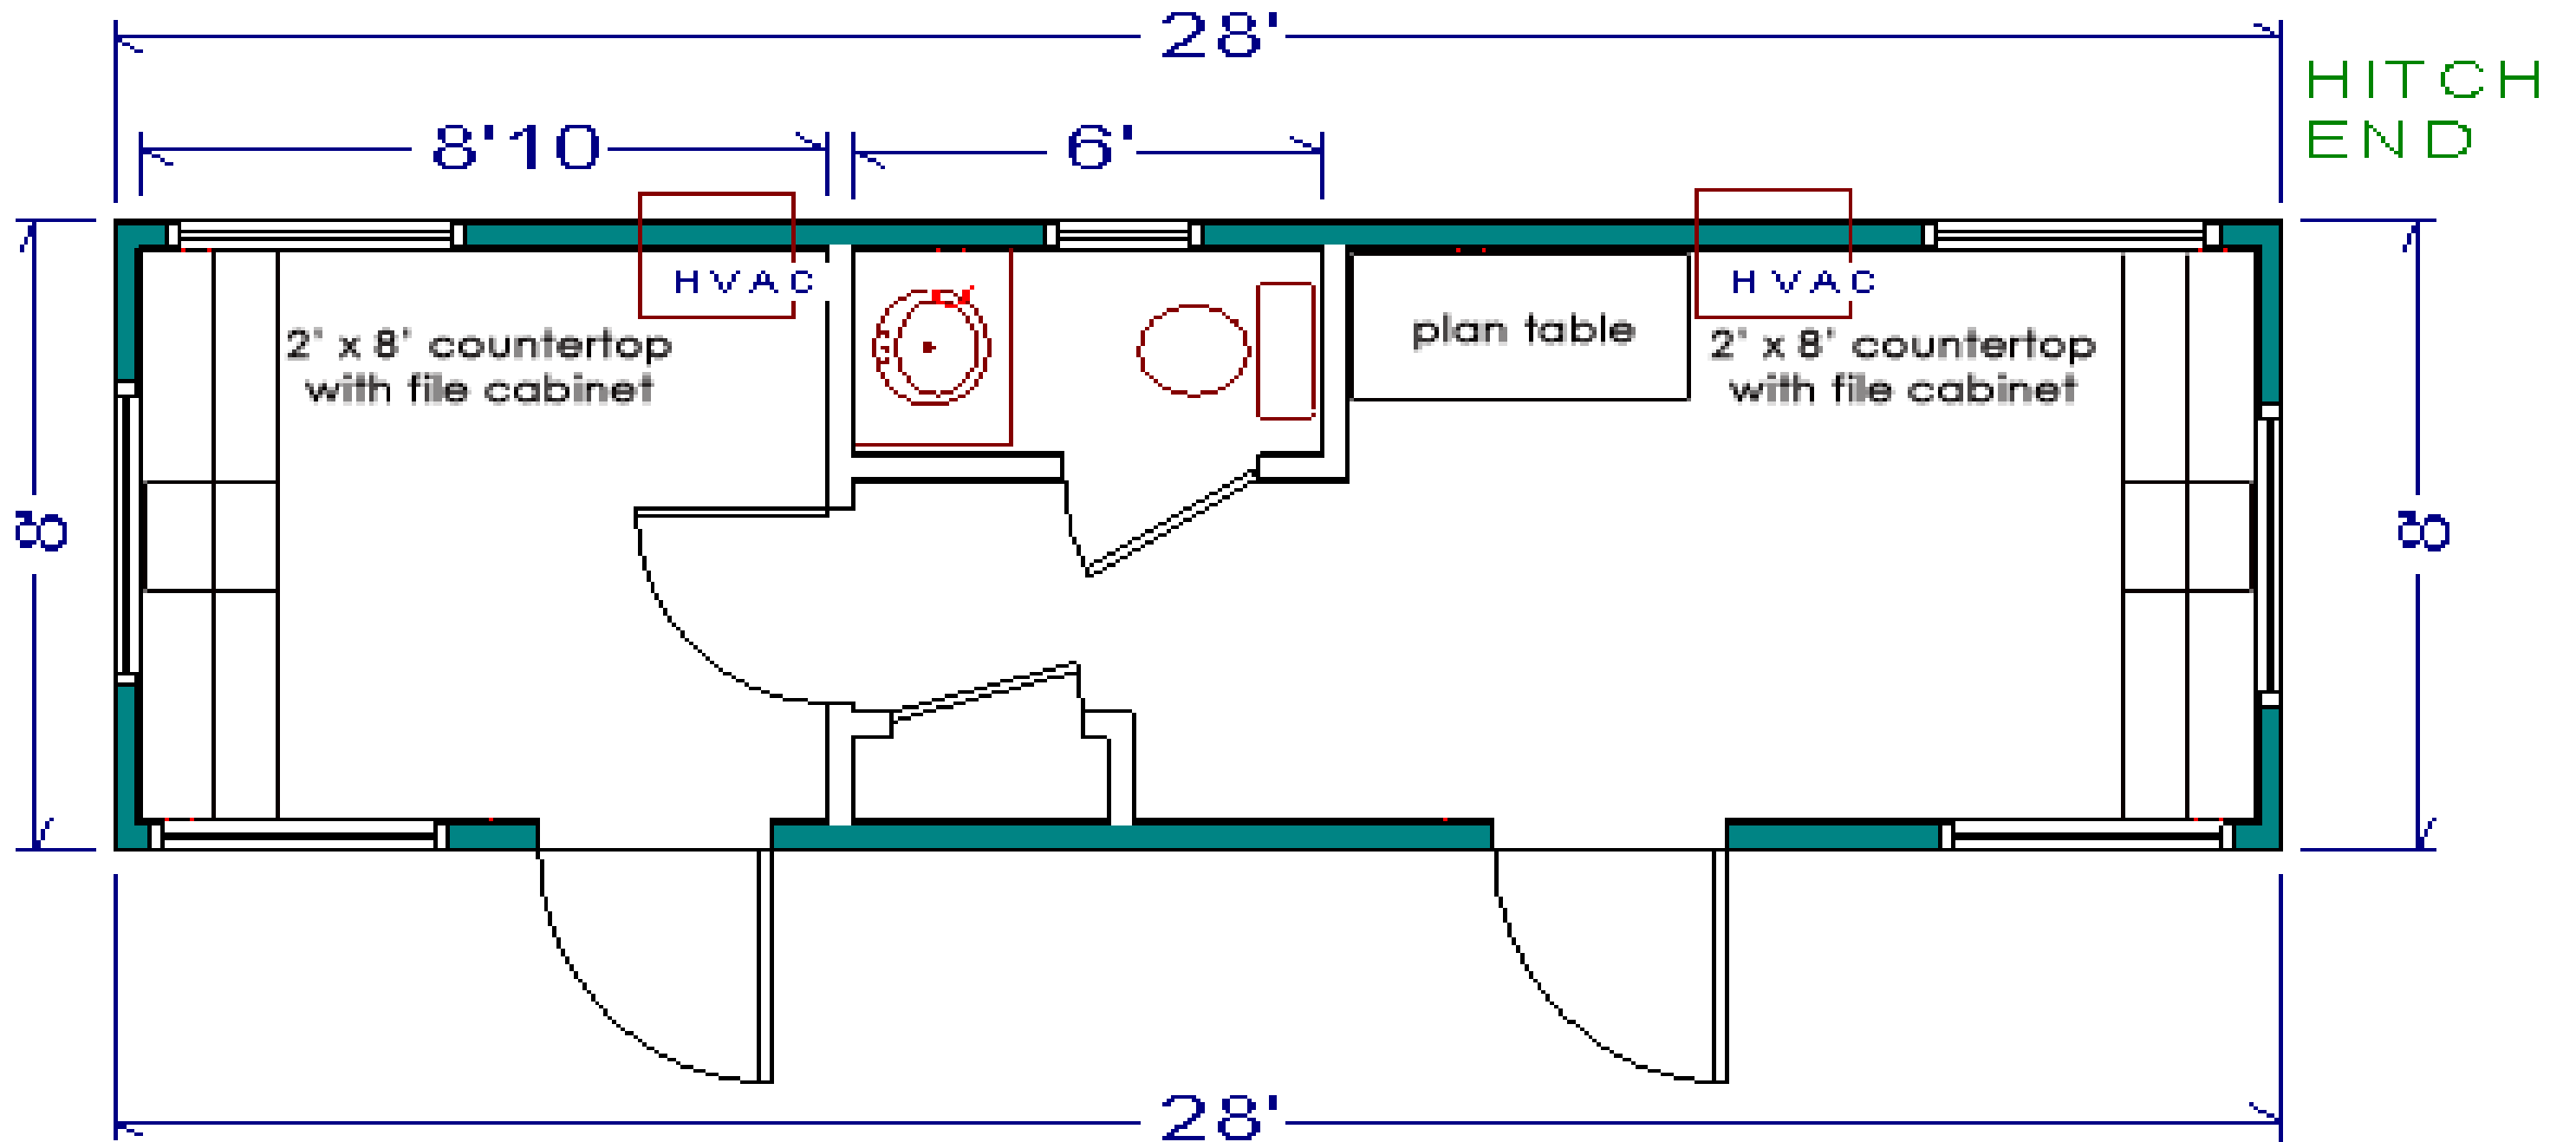 28'
HITCH
END
8'10
6'
HVAC
HVAC
2' x 8' countertop
with file cabinet
plan table
2' x 8' countertop
with file cabinet
8'
8'
28'